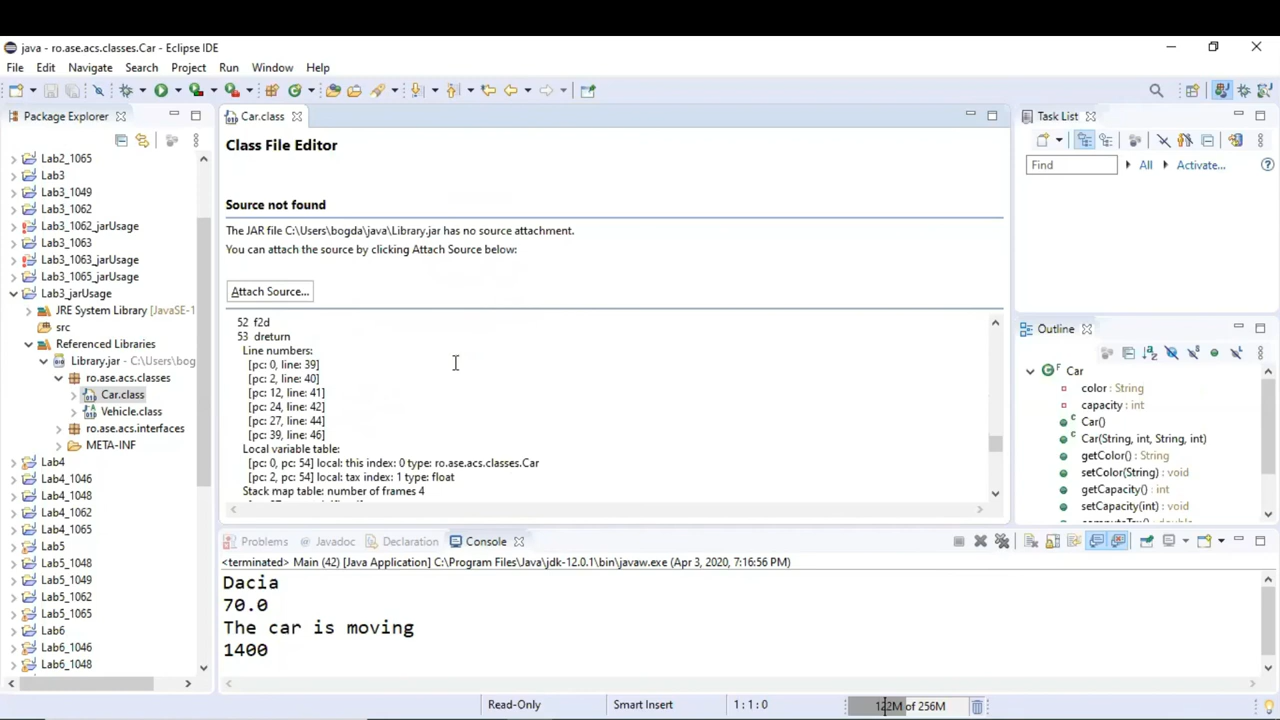 java - ro.ase.acs.classes.Car - Eclipse IDE
File Edit Navigate Search Project Run Window Help
Package Explorer
Lab2_1065
Lab3
Lab3_1049
Lab3_1062
Lab3_1062_jarUsage
Lab3_1063
Lab3_1063_jarUsage
Lab3_1065_jarUsage
Lab3_jarUsage
JRE System Library [JavaSE-1
src
Referenced Libraries
Library.jar - C:\Users\bog
ro.ase.acs.classes
Car.class
Vehicle.class
ro.ase.acs.interfaces
META-INF
Lab4
Lab4_1046
Lab4_1048
Lab4_1062
Lab4_1065
Lab5
Lab5_1048
Lab5_1049
Lab5_1062
Lab5_1065
Lab6
Lab6_1046
Lab6_1048
Car.class
Class File Editor
Source not found
The JAR file C:\Users\bogda\java\Library.jar has no source attachment.
You can attach the source by clicking Attach Source below:
Attach Source...
52 f2d
53 dreturn
Line numbers:
[pc: 0, line: 39]
[pc: 2, line: 40]
[pc: 12, line: 41]
[pc: 24, line: 42]
[pc: 27, line: 44]
[pc: 39, line: 46]
Local variable table:
[pc: 0, pc: 54] local: this index: 0 type: ro.ase.acs.classes.Car
[pc: 2, pc: 54] local: tax index: 1 type: float
Stack map table: number of frames 4
Task List
Find All Activate...
Outline
Car
color : String
capacity : int
Car()
Car(String, int, String, int)
getColor() : String
setColor(String) : void
getCapacity() : int
setCapacity(int) : void
Problems Javadoc Declaration Console
<terminated> Main (42) [Java Application] C:\Program Files\Java\jdk-12.0.1\bin\javaw.exe (Apr 3, 2020, 7:16:56 PM)
Dacia
70.0
The car is moving
1400
Read-Only Smart Insert 1 : 1 : 0 122M of 256M